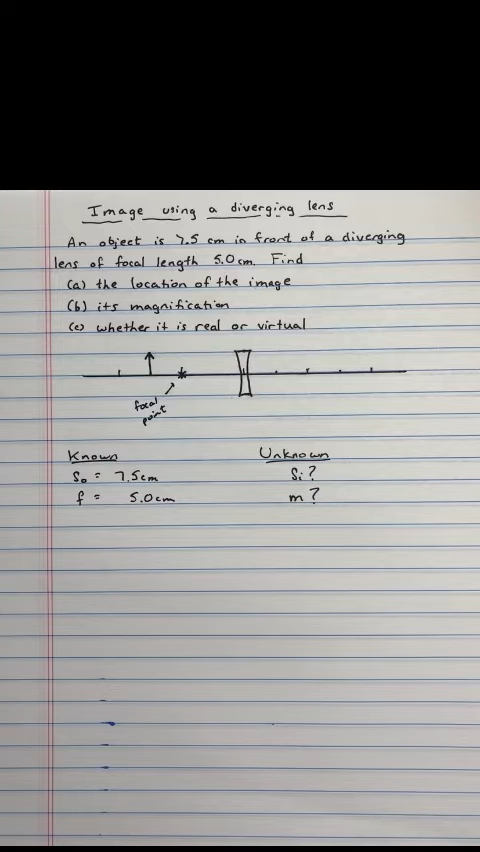 Image using a diverging lens
An object is 7.5 cm in front of a diverging
lens of focal length 5.0cm. Find
(a) the location of the image
(b) its magnification
(c) whether it is real or virtual
focal
point
Known Unknown
So = 7.5cm Si?
f = 5.0cm m?